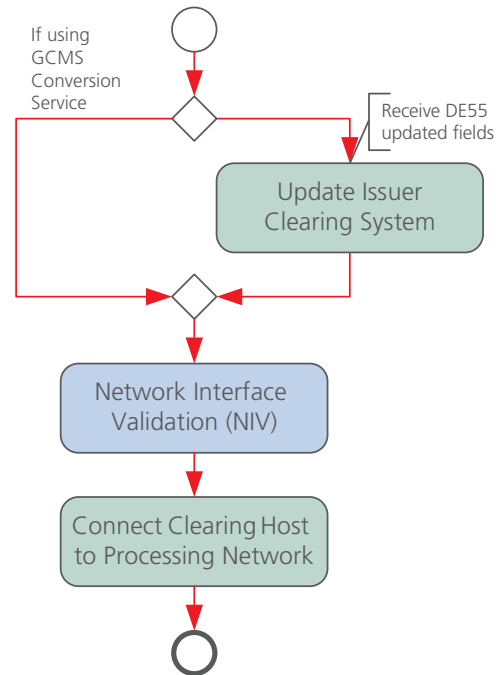 If using
GCMS
Conversion
Service
Receive DE55
updated fields
Update Issuer
Clearing System
Network Interface
Validation (NIV)
Connect Clearing Host
to Processing Network